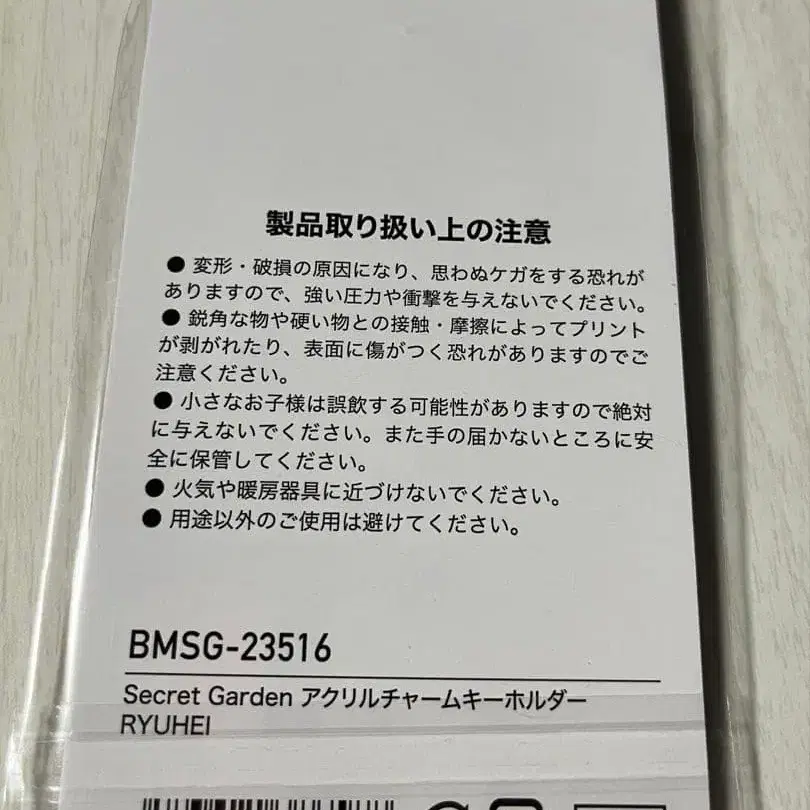 製品取り扱い上の注意
● 変形・破損の原因になり、思わぬケガをする恐れが
ありますので、強い圧力や衝撃を与えないでください。
● 鋭角な物や硬い物との接触・摩擦によってプリント
が剥がれたり、表面に傷がつく恐れがありますのでご
注意ください。
● 小さなお子様は誤飲する可能性がありますので絶対
に与えないでください。また手の届かないところに安
全に保管してください。
● 火気や暖房器具に近づけないでください。
● 用途以外のご使用は避けてください。
BMSG-23516
Secret Garden アクリルチャームキーホルダー
RYUHEI